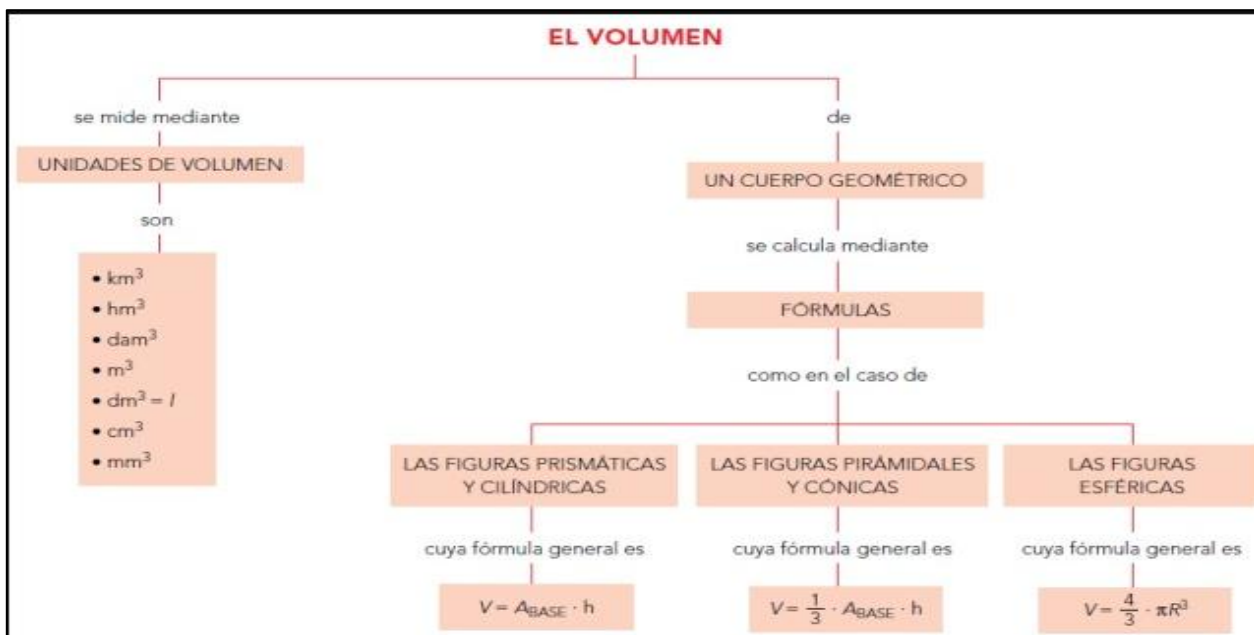 EL VOLUMEN
se mide mediante
UNIDADES DE VOLUMEN
son
• km³
• hm³
• dam³
• m³
• dm³ = l
• cm³
• mm³
de
UN CUERPO GEOMÉTRICO
se calcula mediante
FÓRMULAS
como en el caso de
LAS FIGURAS PRISMÁTICAS
Y CILÍNDRICAS
cuya fórmula general es
V = A_BASE · h
LAS FIGURAS PIRÁMIDALES
Y CÓNICAS
cuya fórmula general es
V = 1/3 · A_BASE · h
LAS FIGURAS
ESFÉRICAS
cuya fórmula general es
V = 4/3 · πR³